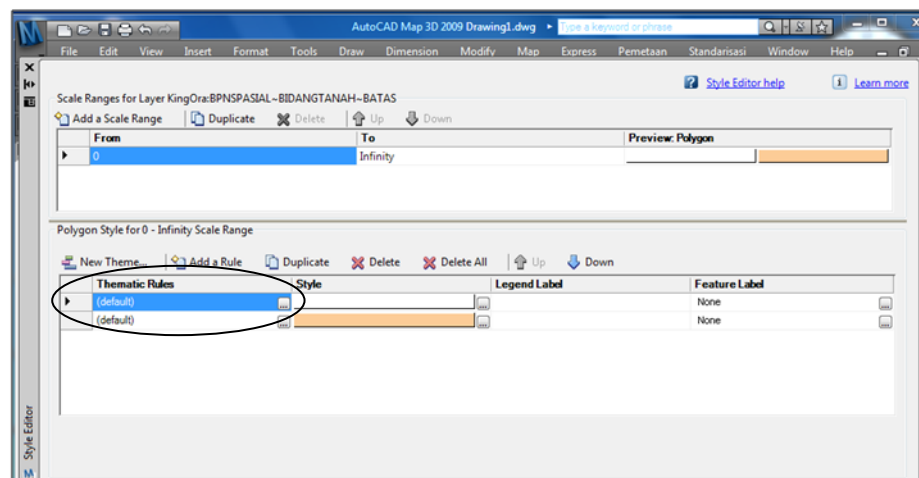 AutoCAD Map 3D 2009 Drawing1.dwg Type a keyword or phrase
File Edit View Insert Format Tools Draw Dimension Modify Map Express Pemetaan Standarisasi Window Help
Style Editor help Learn more
Scale Ranges for Layer KingOra:BPNSPASIAL~BIDANGTANAH~BATAS
Add a Scale Range Duplicate Delete Up Down
From To Preview: Polygon
0 Infinity
Polygon Style for 0 - Infinity Scale Range
New Theme... Add a Rule Duplicate Delete Delete All Up Down
Thematic Rules Style Legend Label Feature Label
(default) ... ... None ...
(default) ... ... None ...
Style Editor